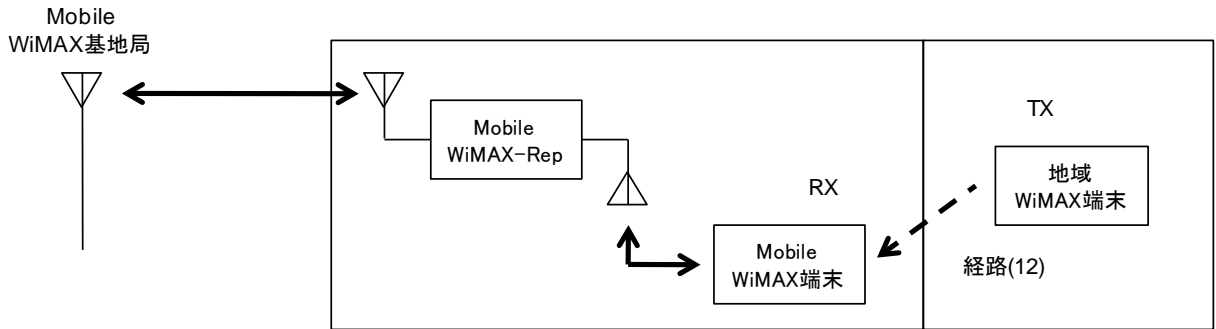 Mobile
WiMAX基地局
Mobile
WiMAX-Rep
TX
地域
WiMAX端末
RX
Mobile
WiMAX端末
経路(12)